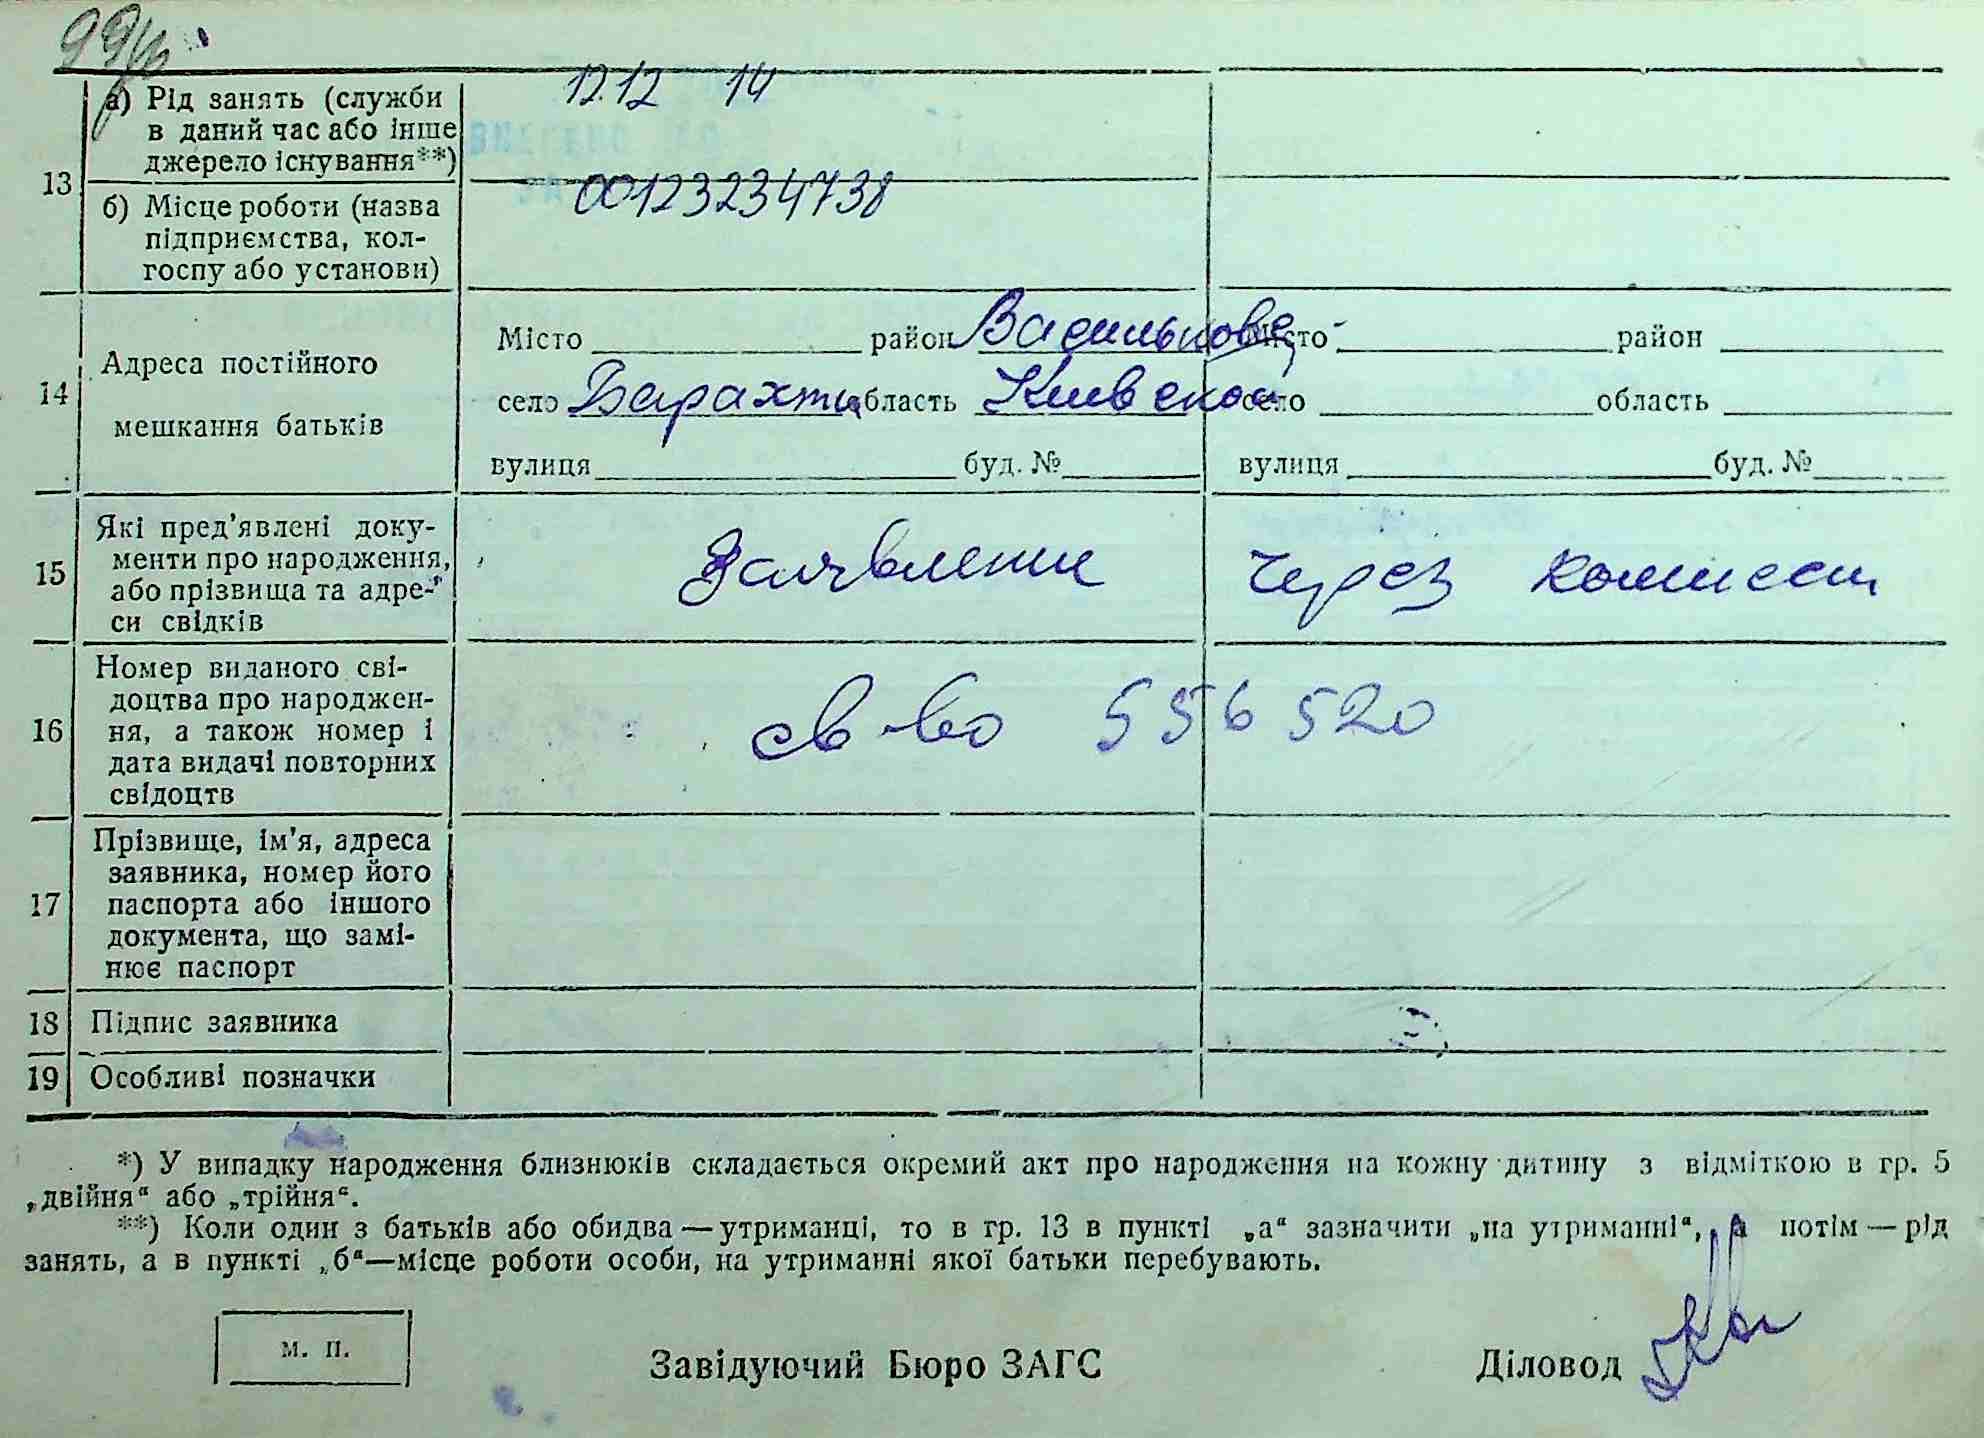 99
12.12 14
13
а) Рід занять (служби
в даний час або інше
джерело існування**)
00123234738
б) Місце роботи (назва
підприємства, кол-
госпу або установи)
14
Адреса постійного
мешкання батьків
Місто район Васильков Місто район
село Барахты область Киевской село область
вулиця буд. № вулиця буд. №
15
Які пред'явлені доку-
менти про народження,
або прізвища та адре-
си свідків
Заявление Через комисси
16
Номер виданого сві-
доцтва про народжен-
ня, а також номер і
дата видачі повторних
свідоцтв
св-во 556520
17
Прізвище, ім'я, адреса
заявника, номер його
паспорта або іншого
документа, що замі-
нює паспорт
18 Підпис заявника
19 Особливі позначки
*) У випадку народження близнюків складається окремий акт про народження на кожну дитину з відміткою в гр. 5
„двійня“ або „трійня“.
**) Коли один з батьків або обидва—утриманці, то в гр. 13 в пункті „а“ зазначити „на утриманні“, а потім—рід
занять, а в пункті „б“—місце роботи особи, на утриманні якої батьки перебувають.
м. п.
Завідуючий Бюро ЗАГС Діловод